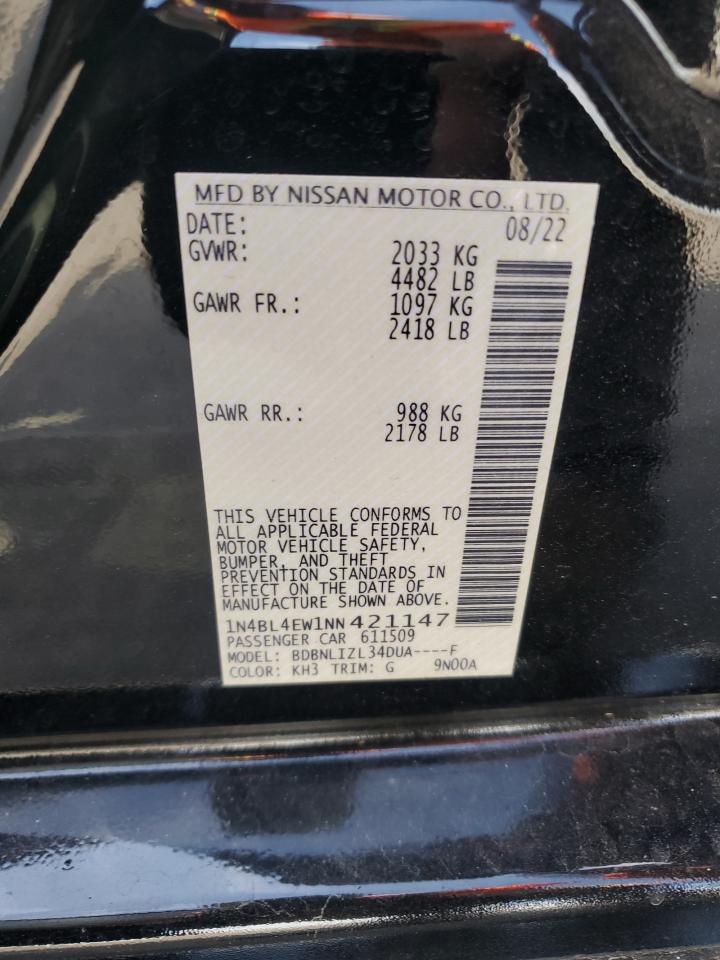 MFD BY NISSAN MOTOR CO., LTD.
DATE: 08/22
GVWR: 2033 KG
4482 LB
GAWR FR.: 1097 KG
2418 LB
GAWR RR.: 988 KG
2178 LB
THIS VEHICLE CONFORMS TO
ALL APPLICABLE FEDERAL
MOTOR VEHICLE SAFETY,
BUMPER, AND THEFT
PREVENTION STANDARDS IN
EFFECT ON THE DATE OF
MANUFACTURE SHOWN ABOVE.
1N4BL4EW1NN421147
PASSENGER CAR 611509
MODEL: BDBNLIZL34DUA----F
COLOR: KH3 TRIM: G 9N00A